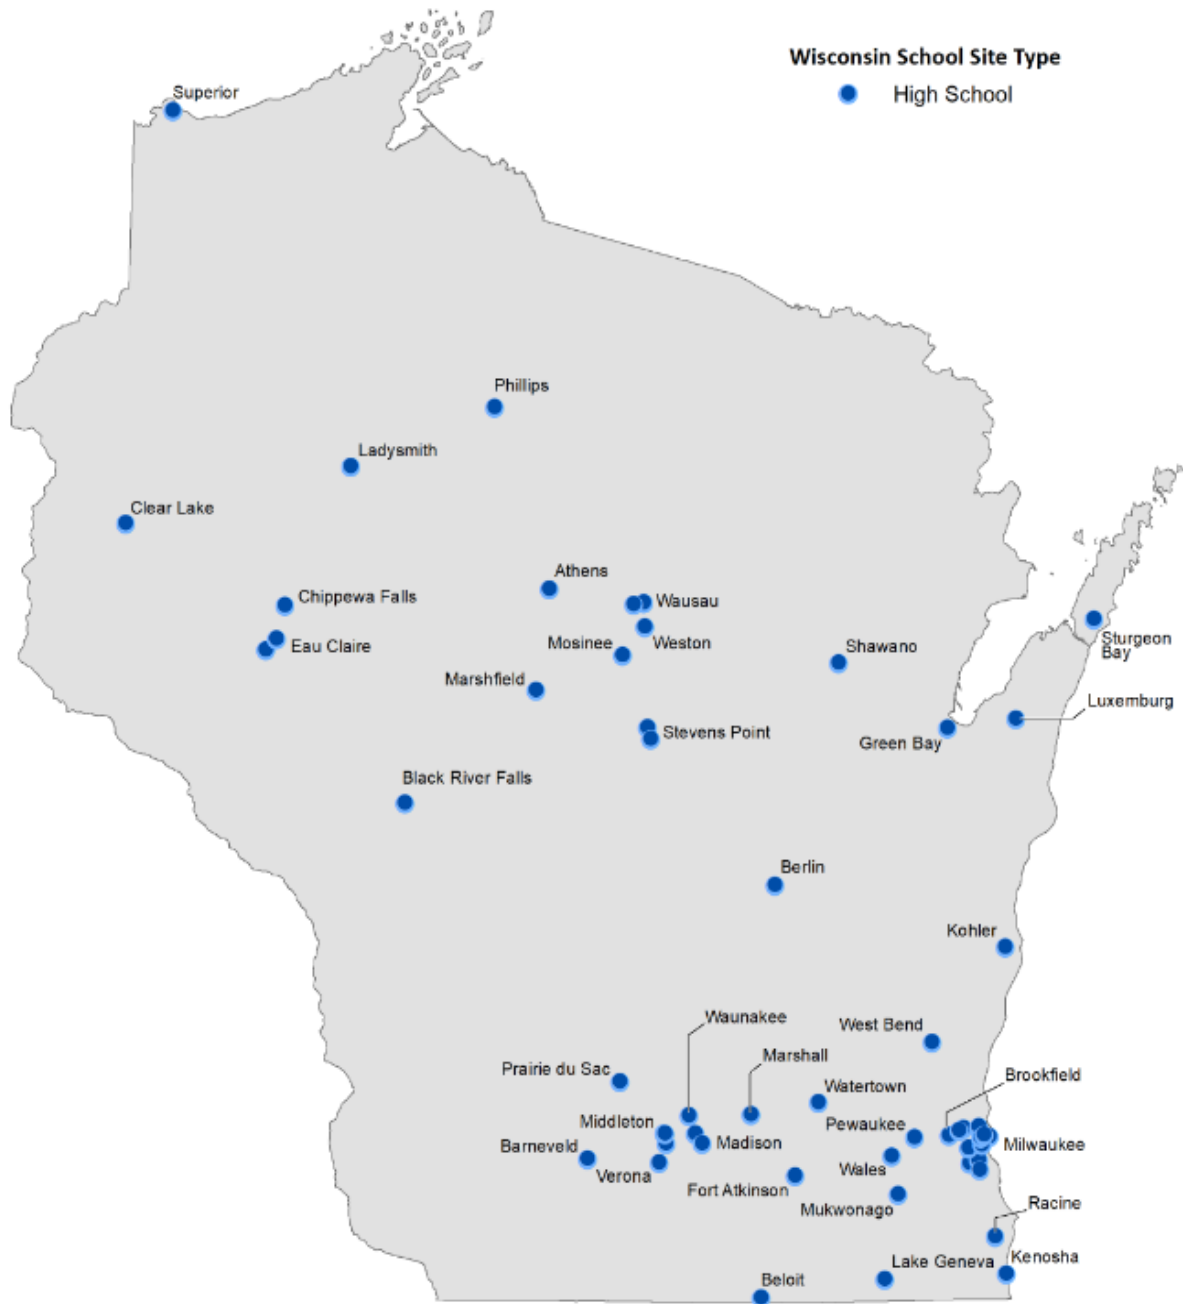 Wisconsin School Site Type
High School
Superior
Phillips
Ladysmith
Clear Lake
Athens
Chippewa Falls
Wausau
Eau Claire
Mosinee
Weston
Shawano
Sturgeon
Bay
Marshfield
Luxemburg
Stevens Point
Green Bay
Black River Falls
Berlin
Kohler
Waunakee
West Bend
Marshall
Prairie du Sac
Brookfield
Watertown
Middleton
Pewaukee
Barneveld
Madison
Milwaukee
Verona
Wales
Fort Atkinson
Mukwonago
Racine
Lake Geneva
Kenosha
Beloit